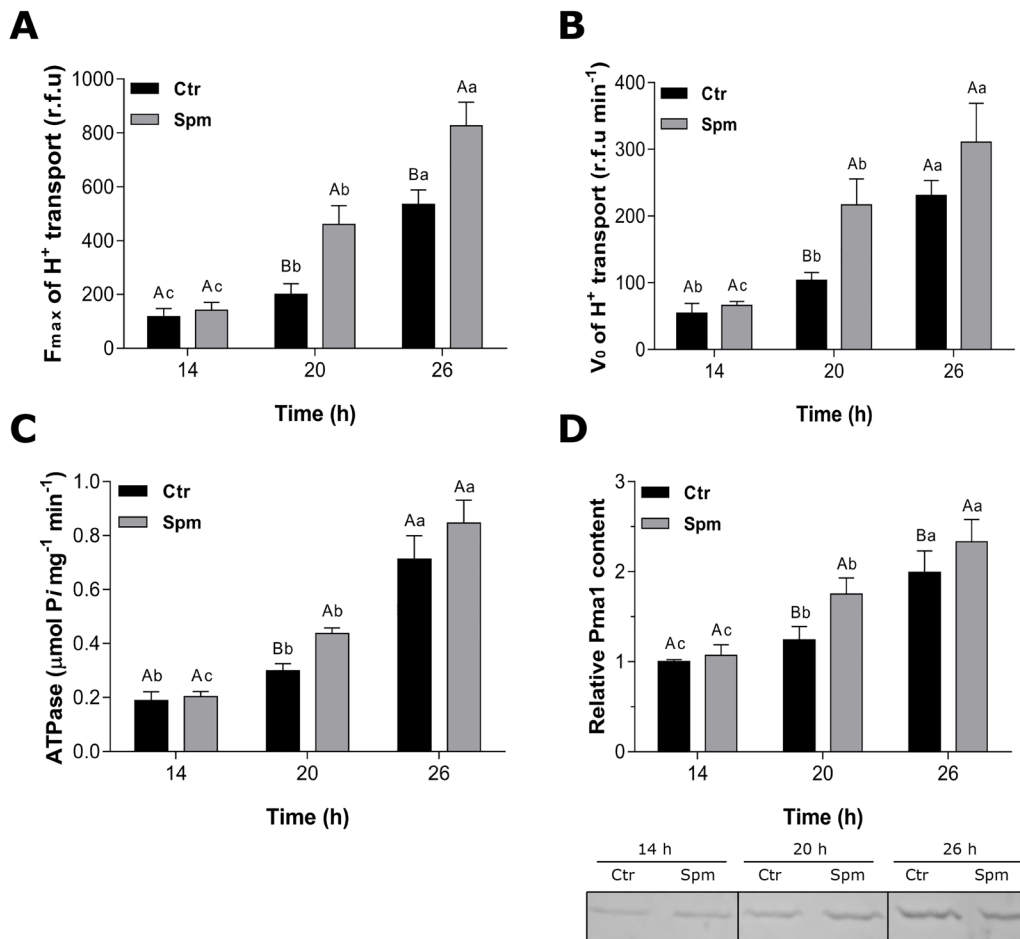 A
Fmax of H+ transport (r.f.u)
1000
800
600
400
200
0
Ctr
Spm
Ac
Ac
Bb
Ab
Ba
Aa
14
20
26
Time (h)
B
V0 of H+ transport (r.f.u min-1)
400
300
200
100
0
Ctr
Spm
Ab
Ac
Bb
Ab
Aa
Aa
14
20
26
Time (h)
C
ATPase (μmol Pi mg-1 min-1)
1.0
0.8
0.6
0.4
0.2
0.0
Ctr
Spm
Ab
Ac
Bb
Ab
Aa
Aa
14
20
26
Time (h)
D
Relative Pma1 content
3
2
1
0
Ctr
Spm
Ac
Ac
Bb
Ab
Ba
Aa
14
20
26
Time (h)
14 h
20 h
26 h
Ctr Spm Ctr Spm Ctr Spm